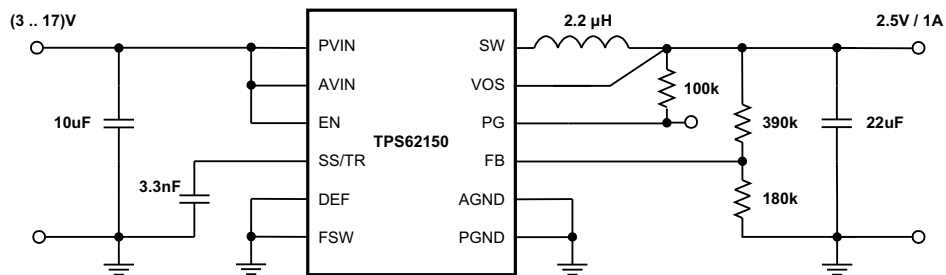 (3 .. 17)V
2.2 µH
2.5V / 1A
PVIN
SW
AVIN
VOS
100k
10uF
EN
PG
390k
22uF
TPS62150
SS/TR
FB
3.3nF
DEF
AGND
180k
FSW
PGND